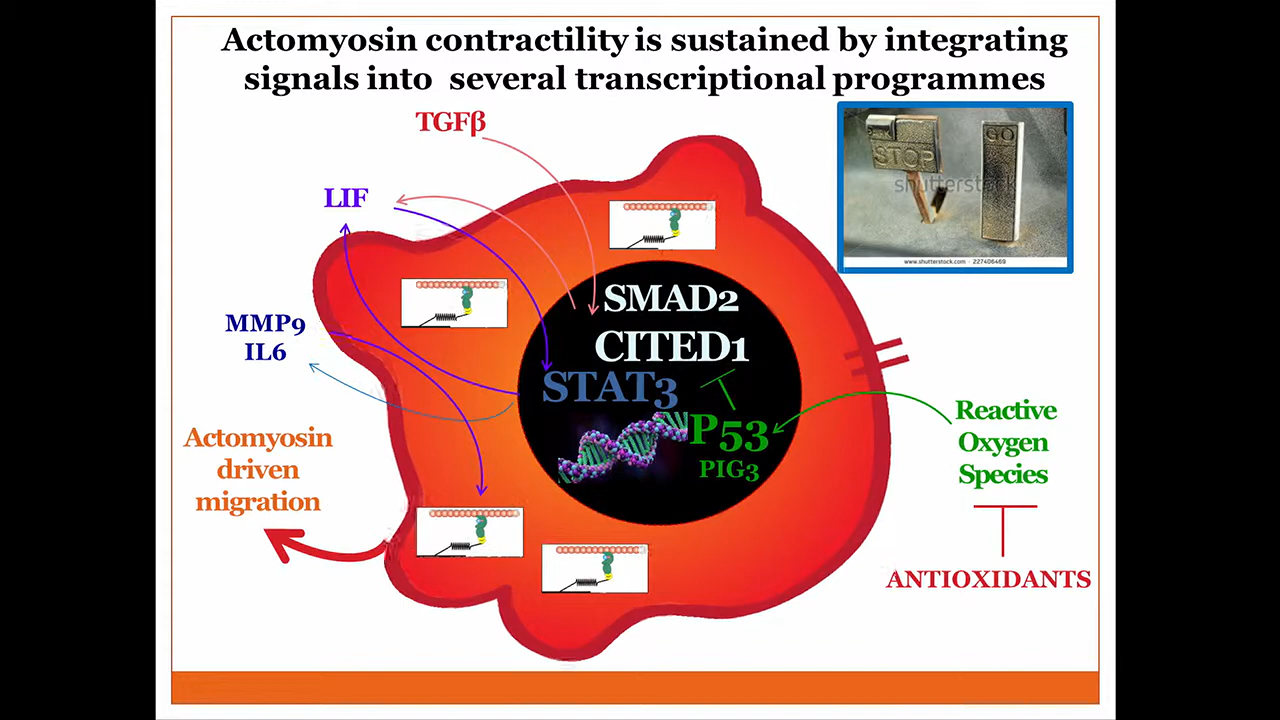 Actomyosin contractility is sustained by integrating
signals into several transcriptional programmes
TGFβ
LIF
MMP9
IL6
Actomyosin
driven
migration
SMAD2
CITED1
STAT3
P53
PIG3
Reactive
Oxygen
Species
ANTIOXIDANTS
STOP
GO
shutterstock
www.shutterstock.com · 227406469